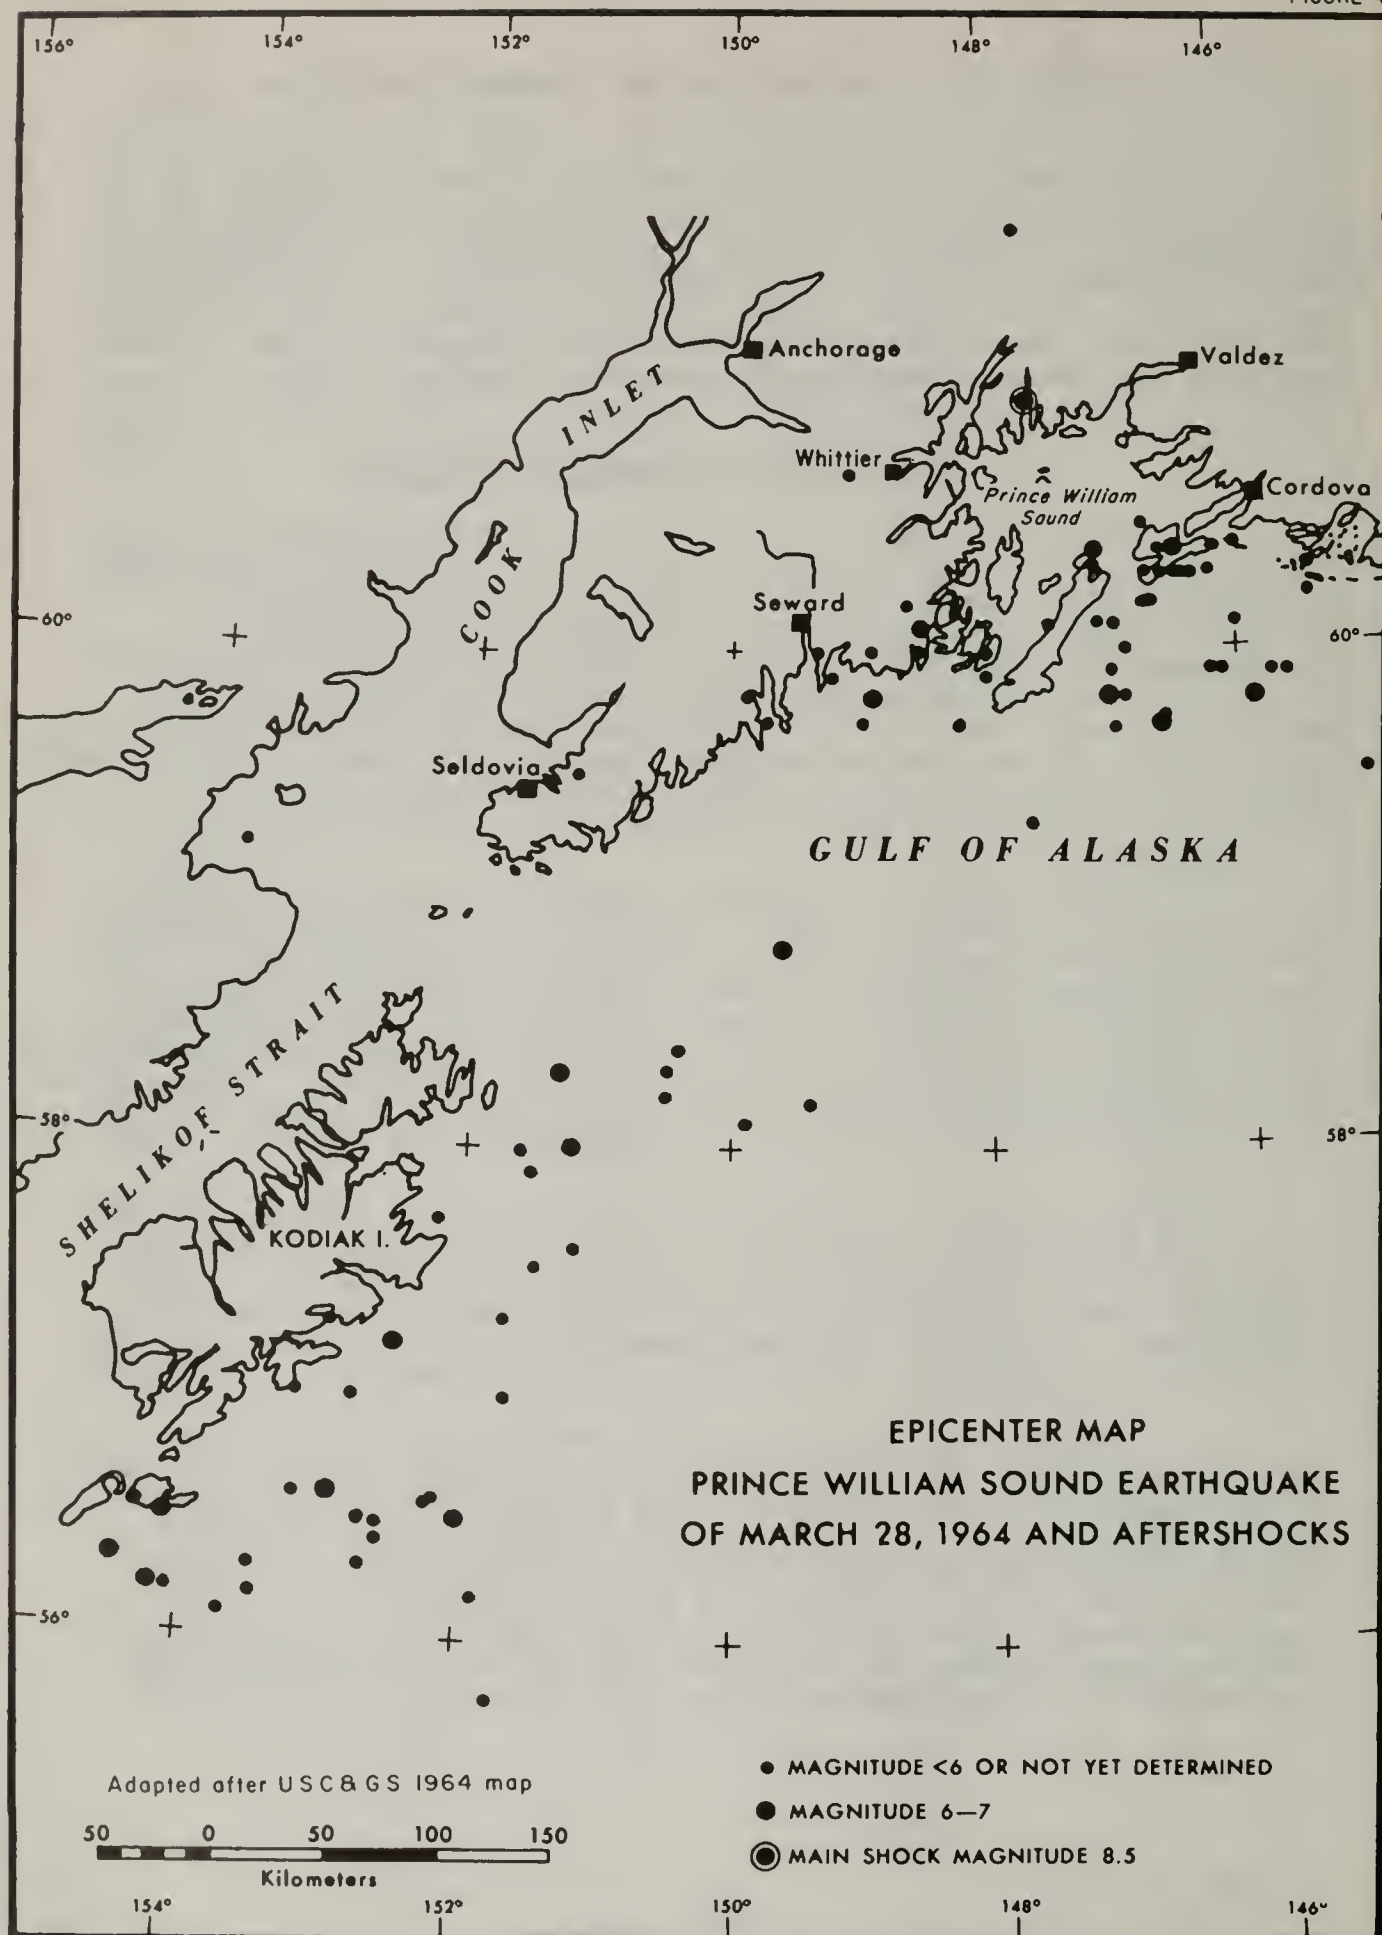 156° 154° 152° 150° 148° 146°
Anchorage
Valdez
INLET
Whittier
Prince William
Sound
Cordova
COOK
Seward
60° 60°
Seldovia
GULF OF ALASKA
SHELIKOF STRAIT
58° 58°
KODIAK I.
EPICENTER MAP
PRINCE WILLIAM SOUND EARTHQUAKE
OF MARCH 28, 1964 AND AFTERSHOCKS
56°
Adapted after USC&GS 1964 map
50 0 50 100 150
Kilometers
MAGNITUDE <6 OR NOT YET DETERMINED
MAGNITUDE 6—7
MAIN SHOCK MAGNITUDE 8.5
154° 152° 150° 148° 146°